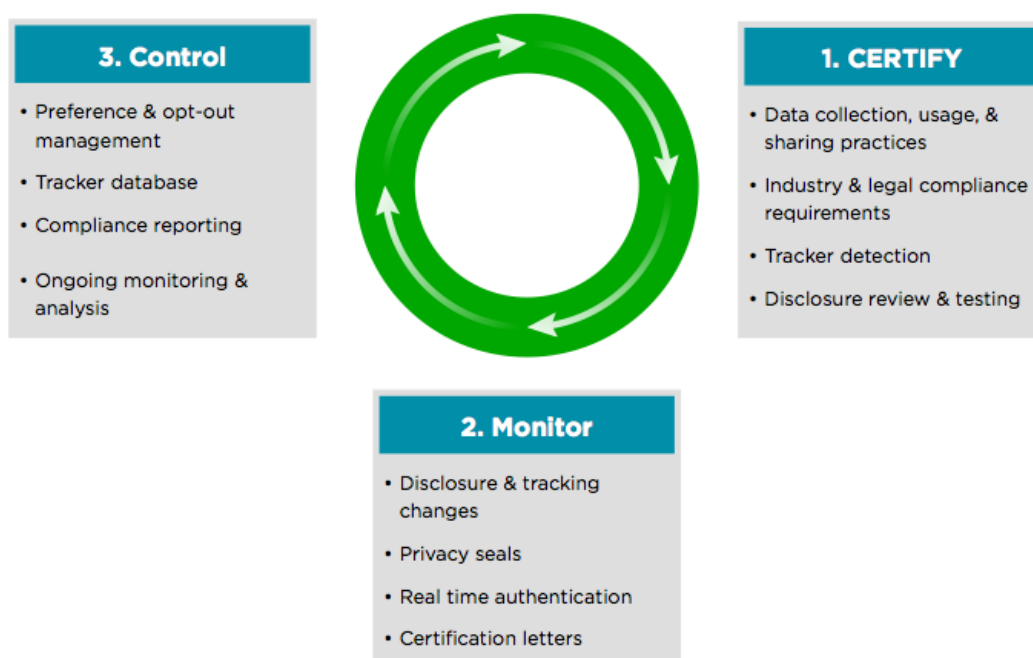 3. Control
• Preference & opt-out
management
• Tracker database
• Compliance reporting
• Ongoing monitoring &
analysis
1. CERTIFY
• Data collection, usage, &
sharing practices
• Industry & legal compliance
requirements
• Tracker detection
• Disclosure review & testing
2. Monitor
• Disclosure & tracking
changes
• Privacy seals
• Real time authentication
• Certification letters